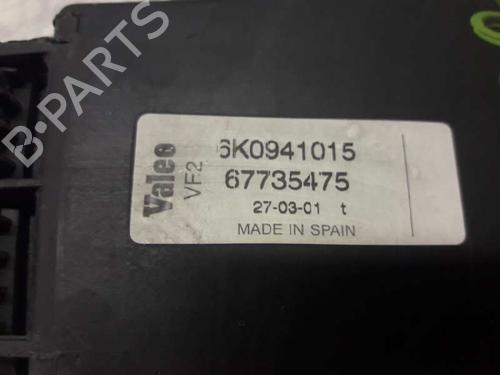 Valeo
VF2
6K0941015
67735475
27-03-01 t
MADE IN SPAIN
B-PARTS